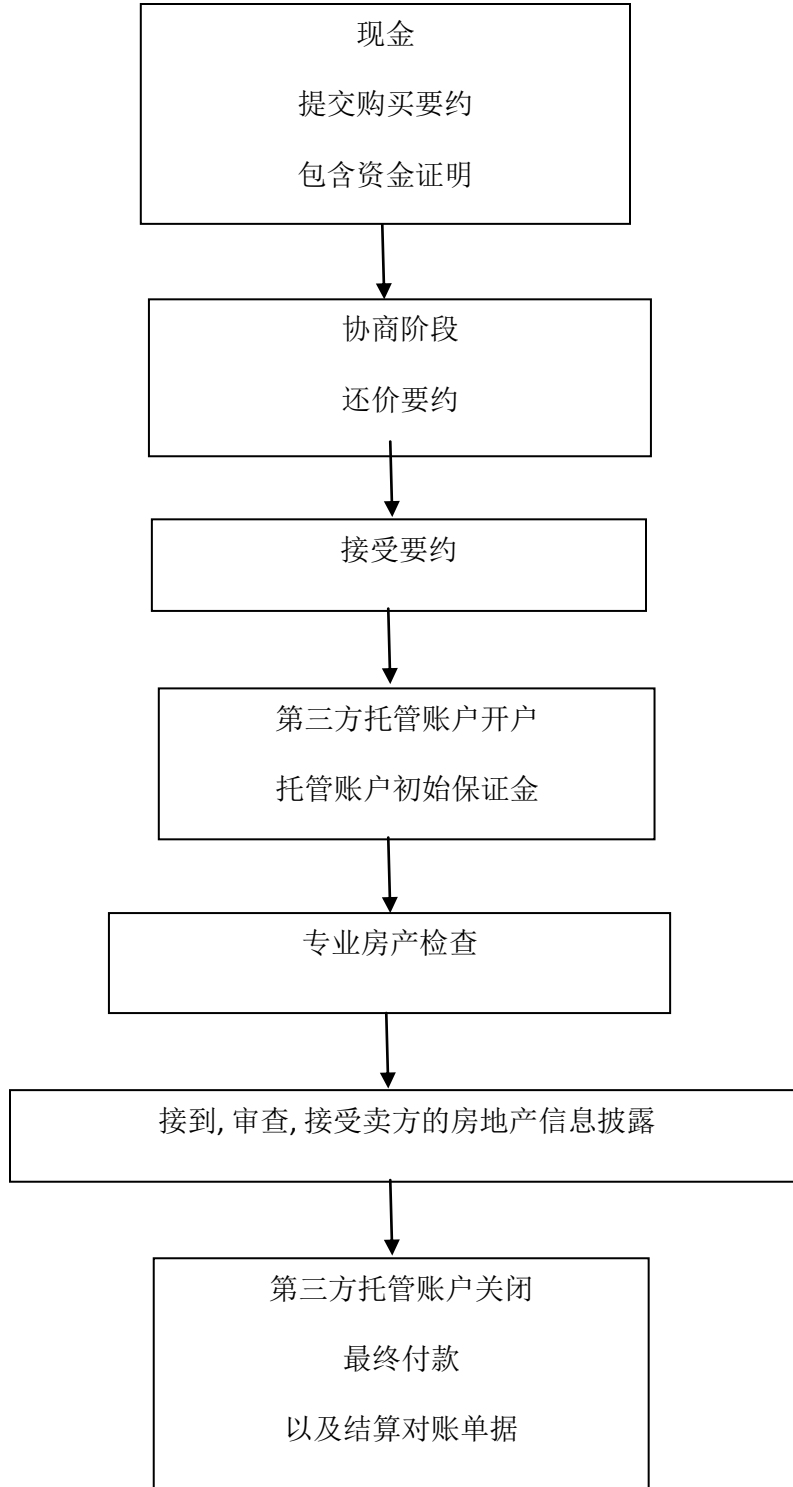 现金
提交购买要约
包含资金证明
协商阶段
还价要约
接受要约
第三方托管账户开户
托管账户初始保证金
专业房产检查
接到, 审查, 接受卖方的房地产信息披露
第三方托管账户关闭
最终付款
以及结算对账单据